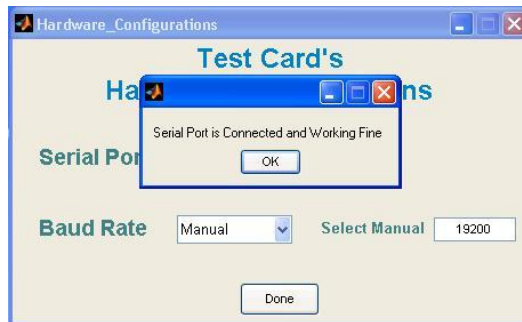 Hardware_Configurations
Test Card's
Ha ns
Serial Port is Connected and Working Fine
OK
Serial Por
Baud Rate Manual Select Manual 19200
Done